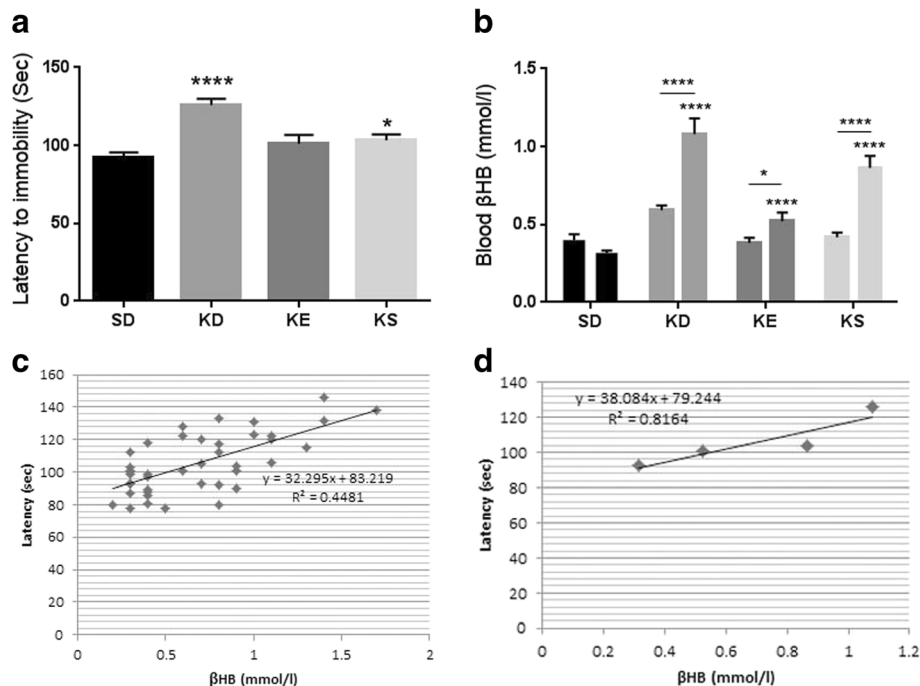 a
Latency to immobility (Sec)
150
100
50
0
****
*
SD KD KE KS
b
Blood βHB (mmol/l)
1.5
1.0
0.5
0.0
****
****
*
****
****
****
SD KD KE KS
c
Latency (sec)
160
140
120
100
80
60
40
20
0
y = 32.295x + 83.219
R² = 0.4481
0 0.5 1 1.5 2
βHB (mmol/l)
d
Latency (sec)
140
120
100
80
60
40
20
0
y = 38.084x + 79.244
R² = 0.8164
0 0.2 0.4 0.6 0.8 1 1.2
βHB (mmol/l)